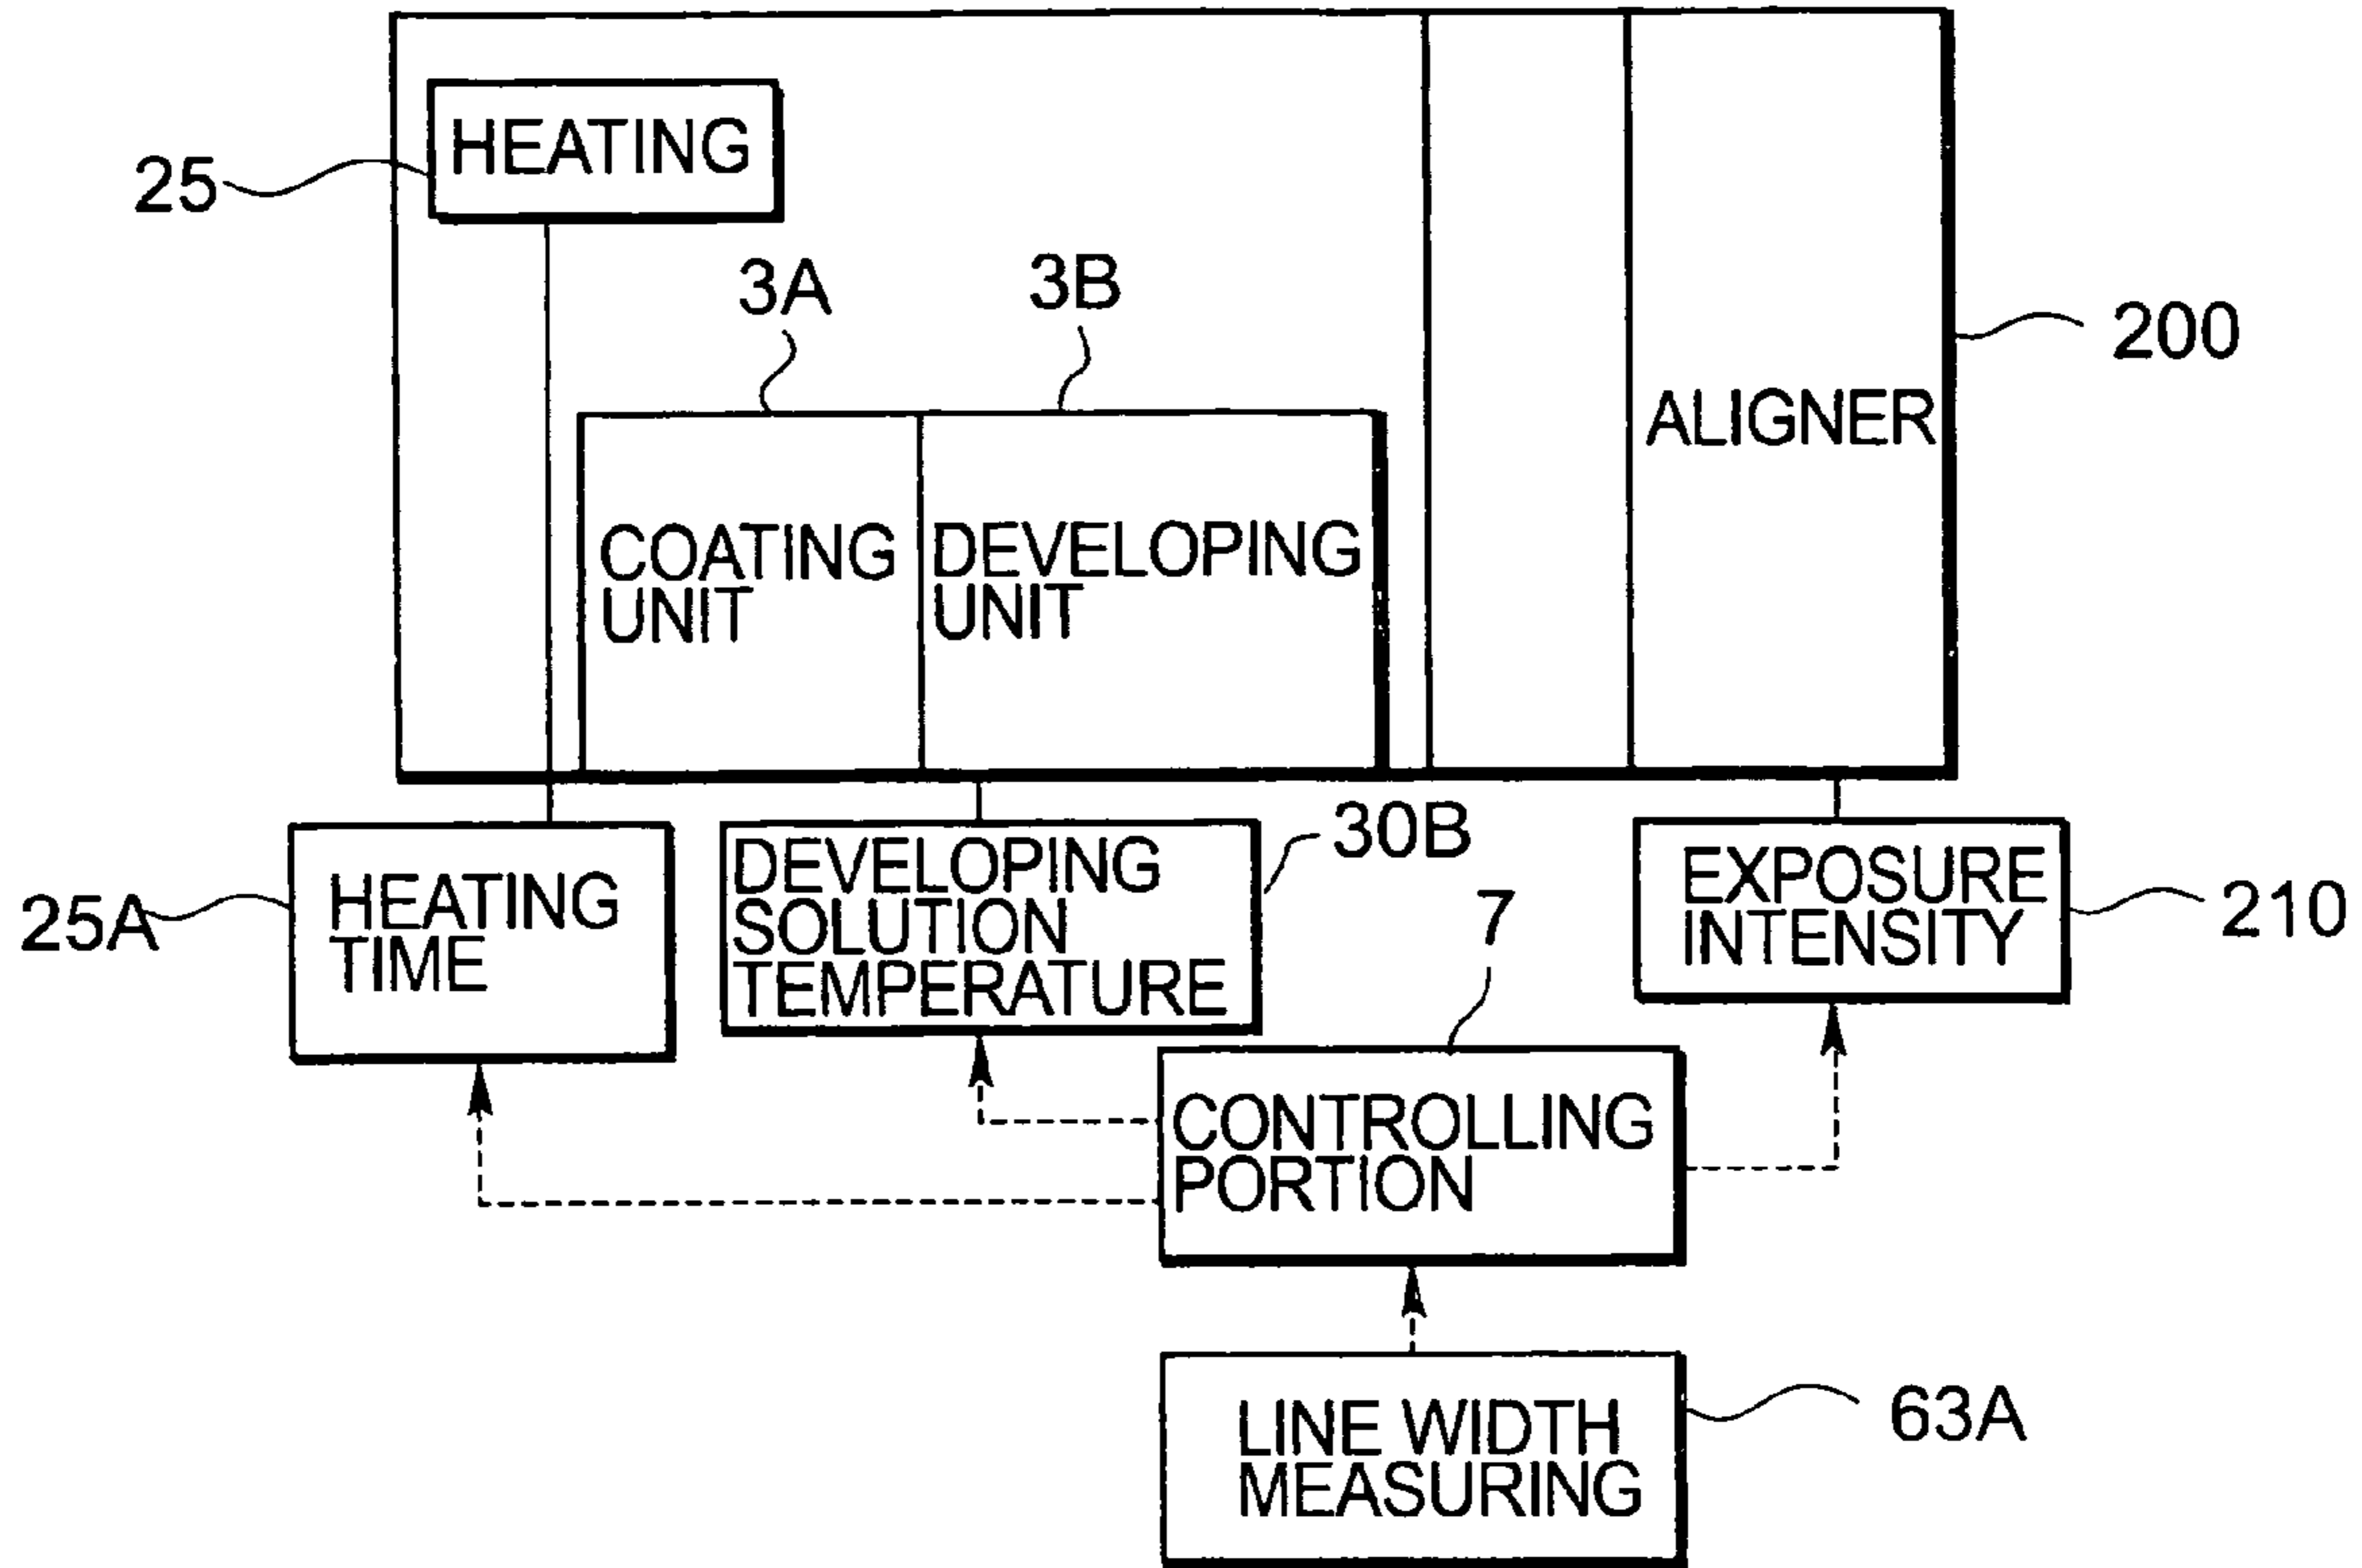 HEATING
25
3A
3B
200
ALIGNER
COATING
UNIT
DEVELOPING
UNIT
30B
25A
HEATING
TIME
DEVELOPING
SOLUTION
TEMPERATURE
7
EXPOSURE
INTENSITY
210
CONTROLLING
PORTION
LINE WIDTH
MEASURING
63A